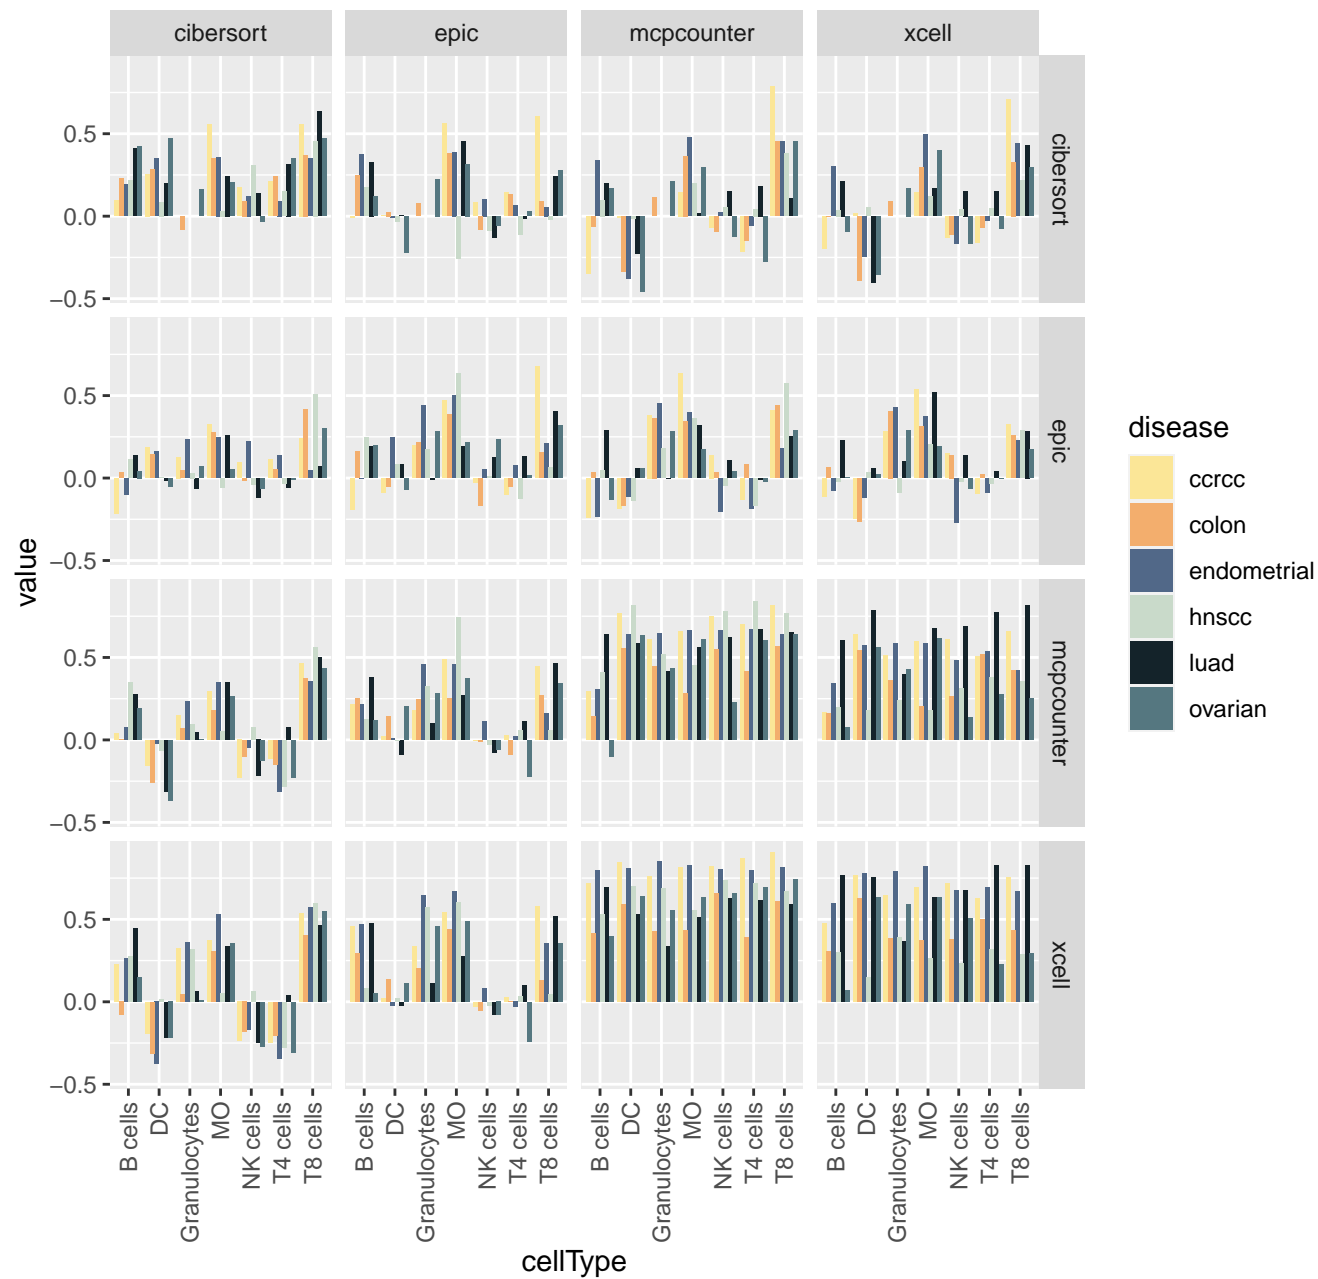 cibersort
epic
mcpcounter
xcell
0.5
0.0
−0.5
cibersort
0.5
0.0
−0.5
epic
0.5
0.0
−0.5
mcpcounter
0.5
0.0
−0.5
xcell
value
B cells
DC
Granulocytes
MO
NK cells
T4 cells
T8 cells
B cells
DC
Granulocytes
MO
NK cells
T4 cells
T8 cells
B cells
DC
Granulocytes
MO
NK cells
T4 cells
T8 cells
B cells
DC
Granulocytes
MO
NK cells
T4 cells
T8 cells
cellType
disease
ccrcc
colon
endometrial
hnscc
luad
ovarian